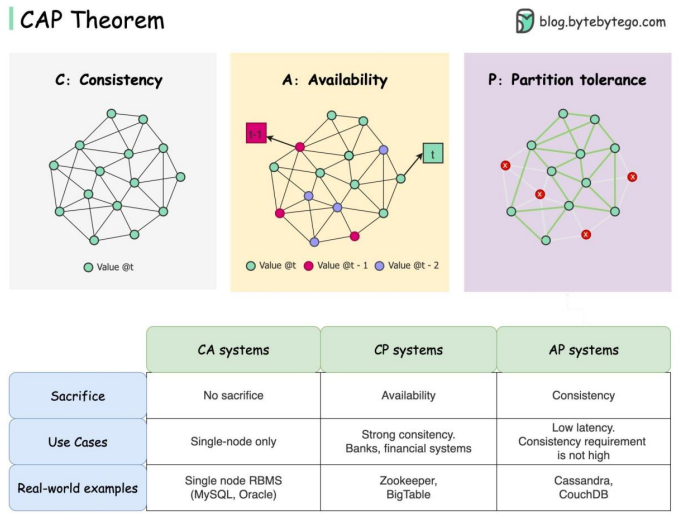 CAP Theorem
blog.bytebytego.com
C: Consistency
A: Availability
P: Partition tolerance
t-1
t
x
x
x
x
Value @t
Value @t
Value @t - 1
Value @t - 2
CA systems
CP systems
AP systems
Sacrifice
No sacrifice
Availability
Consistency
Use Cases
Single-node only
Strong consitency.
Banks, financial systems
Low latency.
Consistency requirement
is not high
Real-world examples
Single node RBMS
(MySQL, Oracle)
Zookeeper,
BigTable
Cassandra,
CouchDB